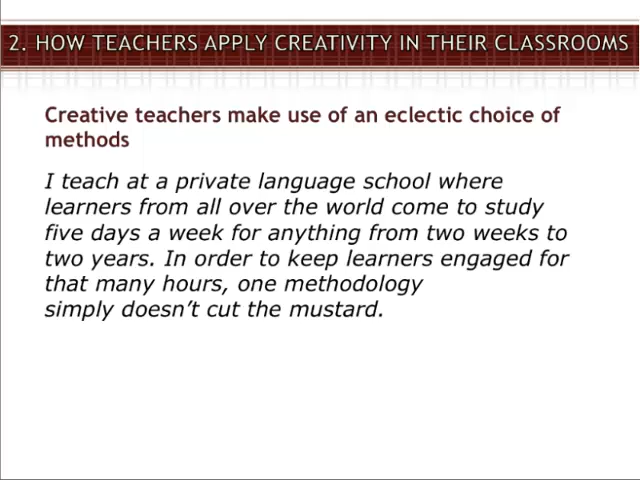 2. HOW TEACHERS APPLY CREATIVITY IN THEIR CLASSROOMS
Creative teachers make use of an eclectic choice of
methods
I teach at a private language school where
learners from all over the world come to study
five days a week for anything from two weeks to
two years. In order to keep learners engaged for
that many hours, one methodology
simply doesn’t cut the mustard.